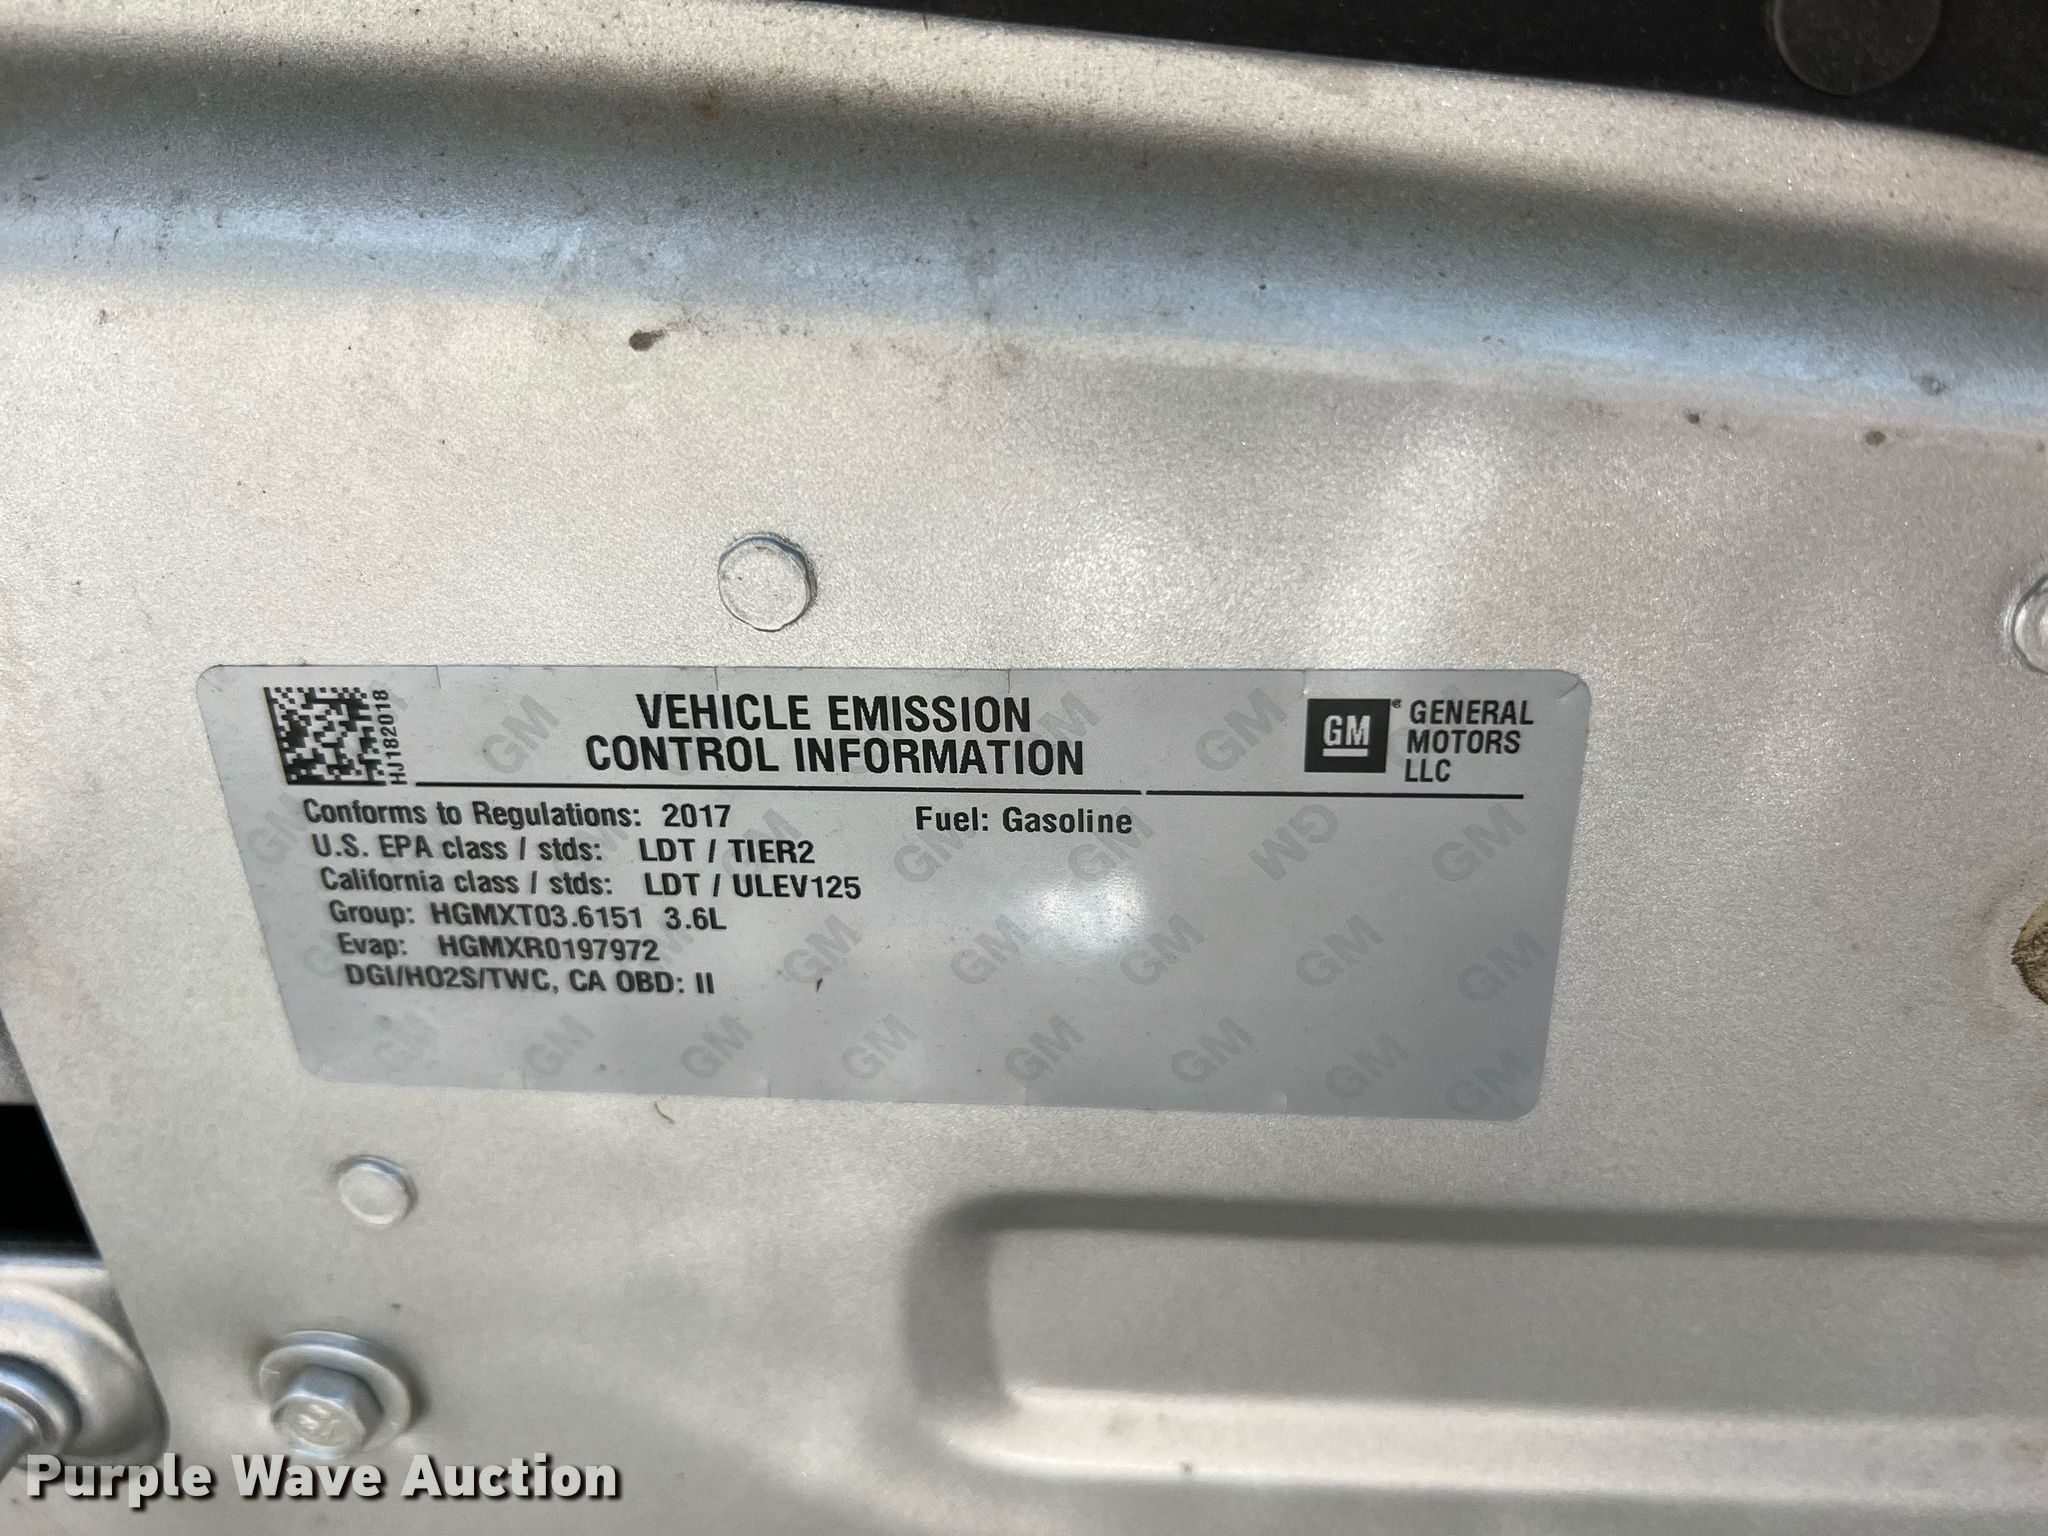 HJ182018
VEHICLE EMISSION
CONTROL INFORMATION
GM
® GENERAL
MOTORS
LLC
Conforms to Regulations: 2017 Fuel: Gasoline
U.S. EPA class / stds: LDT / TIER2
California class / stds: LDT / ULEV125
Group: HGMXT03.6151 3.6L
Evap: HGMXR0197972
DGI/HO2S/TWC, CA OBD: II
Purple Wave Auction